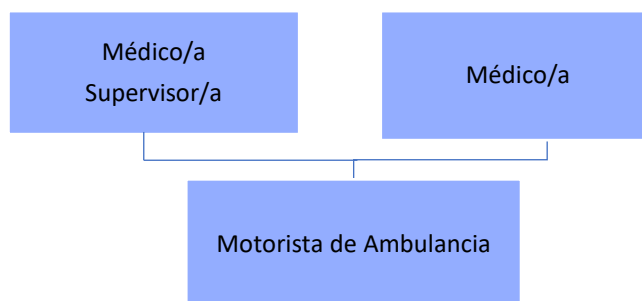 Médico/a
Supervisor/a
Médico/a
Motorista de Ambulancia